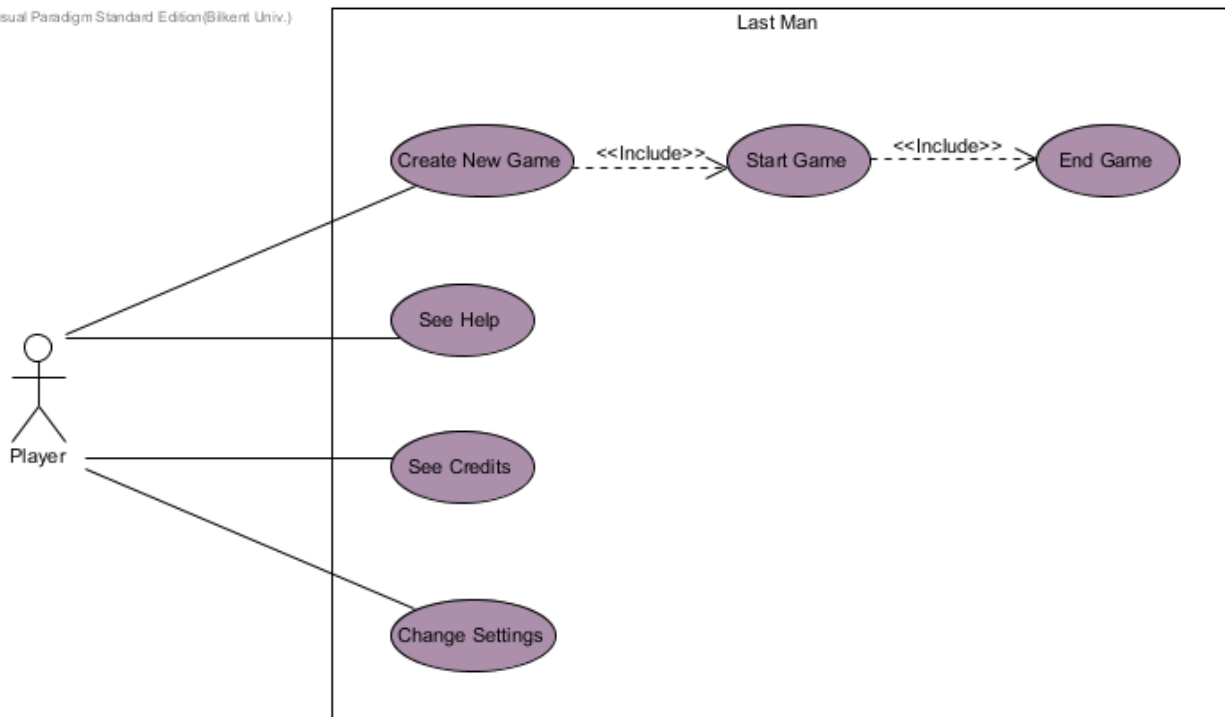 sual Paradigm Standard Edition(Bilkent Univ.)
Last Man
Create New Game
<<Include>>
Start Game
<<Include>>
End Game
See Help
Player
See Credits
Change Settings